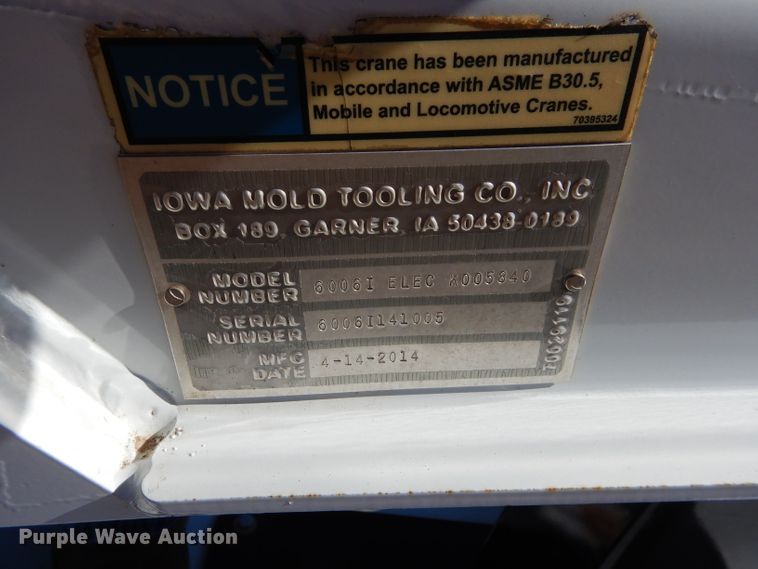 NOTICE
This crane has been manufactured
in accordance with ASME B30.5,
Mobile and Locomotive Cranes.
70395324
IOWA MOLD TOOLING CO., INC
BOX 189, GARNER, IA 50438-0189
MODEL NUMBER 6006I ELEC K005840
SERIAL NUMBER 6006I141005
MFG DATE 4-14-2014
70029119
Purple Wave Auction